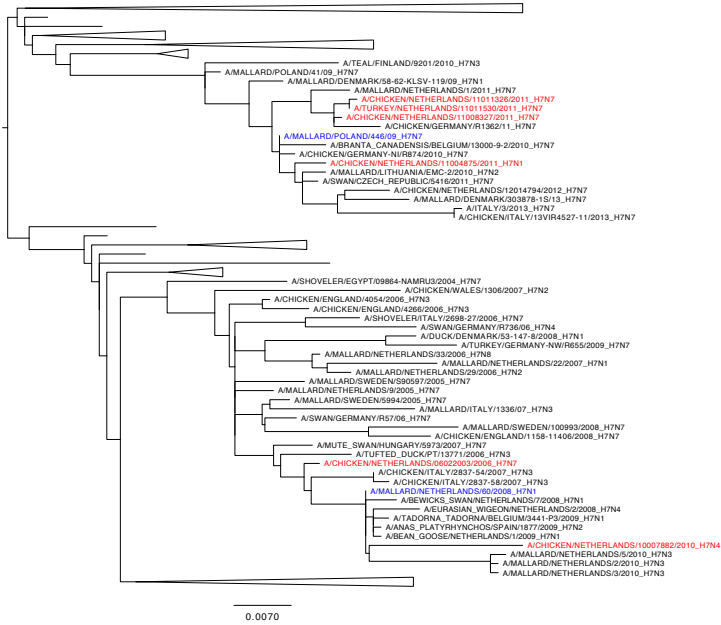 A/TEAL/FINLAND/9201/2010_H7N3
A/MALLARD/POLAND/41/09_H7N7
A/MALLARD/DENMARK/58-62-KLSV-119/09_H7N1
A/MALLARD/NETHERLANDS/1/2011_H7N7
A/CHICKEN/NETHERLANDS/11011326/2011_H7N7
A/TURKEY/NETHERLANDS/11011530/2011_H7N7
A/CHICKEN/NETHERLANDS/11008327/2011_H7N7
A/CHICKEN/GERMANY/R1362/11_H7N7
A/MALLARD/POLAND/446/09_H7N7
A/BRANTA_CANADENSIS/BELGIUM/13000-9-2/2010_H7N7
A/CHICKEN/GERMANY-NI/R874/2010_H7N7
A/CHICKEN/NETHERLANDS/11004875/2011_H7N1
A/MALLARD/LITHUANIA/EMC-2/2010_H7N2
A/SWAN/CZECH_REPUBLIC/5416/2011_H7N7
A/CHICKEN/NETHERLANDS/12014794/2012_H7N7
A/MALLARD/DENMARK/303878-1S/13_H7N7
A/ITALY/3/2013_H7N7
A/CHICKEN/ITALY/13VIR4527-11/2013_H7N7
A/SHOVELER/EGYPT/09864-NAMRU3/2004_H7N7
A/CHICKEN/WALES/1306/2007_H7N2
A/CHICKEN/ENGLAND/4054/2006_H7N3
A/CHICKEN/ENGLAND/4266/2006_H7N3
A/SHOVELER/ITALY/2698-27/2006_H7N7
A/SWAN/GERMANY/R736/06_H7N4
A/DUCK/DENMARK/53-147-8/2008_H7N1
A/TURKEY/GERMANY-NW/R655/2009_H7N7
A/MALLARD/NETHERLANDS/33/2006_H7N8
A/MALLARD/NETHERLANDS/22/2007_H7N1
A/MALLARD/NETHERLANDS/29/2006_H7N2
A/MALLARD/SWEDEN/S90597/2005_H7N7
A/MALLARD/NETHERLANDS/9/2005_H7N7
A/MALLARD/SWEDEN/5994/2005_H7N7
A/MALLARD/ITALY/1336/07_H7N3
A/SWAN/GERMANY/R57/06_H7N7
A/MALLARD/SWEDEN/100993/2008_H7N7
A/CHICKEN/ENGLAND/1158-11406/2008_H7N7
A/MUTE_SWAN/HUNGARY/5973/2007_H7N7
A/TUFTED_DUCK/PT/13771/2006_H7N3
A/CHICKEN/NETHERLANDS/06022003/2006_H7N7
A/CHICKEN/ITALY/2837-54/2007_H7N3
A/CHICKEN/ITALY/2837-58/2007_H7N3
A/MALLARD/NETHERLANDS/60/2008_H7N1
A/BEWICKS_SWAN/NETHERLANDS/7/2008_H7N1
A/EURASIAN_WIGEON/NETHERLANDS/2/2008_H7N4
A/TADORNA_TADORNA/BELGIUM/3441-P3/2009_H7N1
A/ANAS_PLATYRHYNCHOS/SPAIN/1877/2009_H7N2
A/BEAN_GOOSE/NETHERLANDS/1/2009_H7N1
A/CHICKEN/NETHERLANDS/10007882/2010_H7N4
A/MALLARD/NETHERLANDS/5/2010_H7N3
A/MALLARD/NETHERLANDS/2/2010_H7N3
A/MALLARD/NETHERLANDS/3/2010_H7N3
0.0070